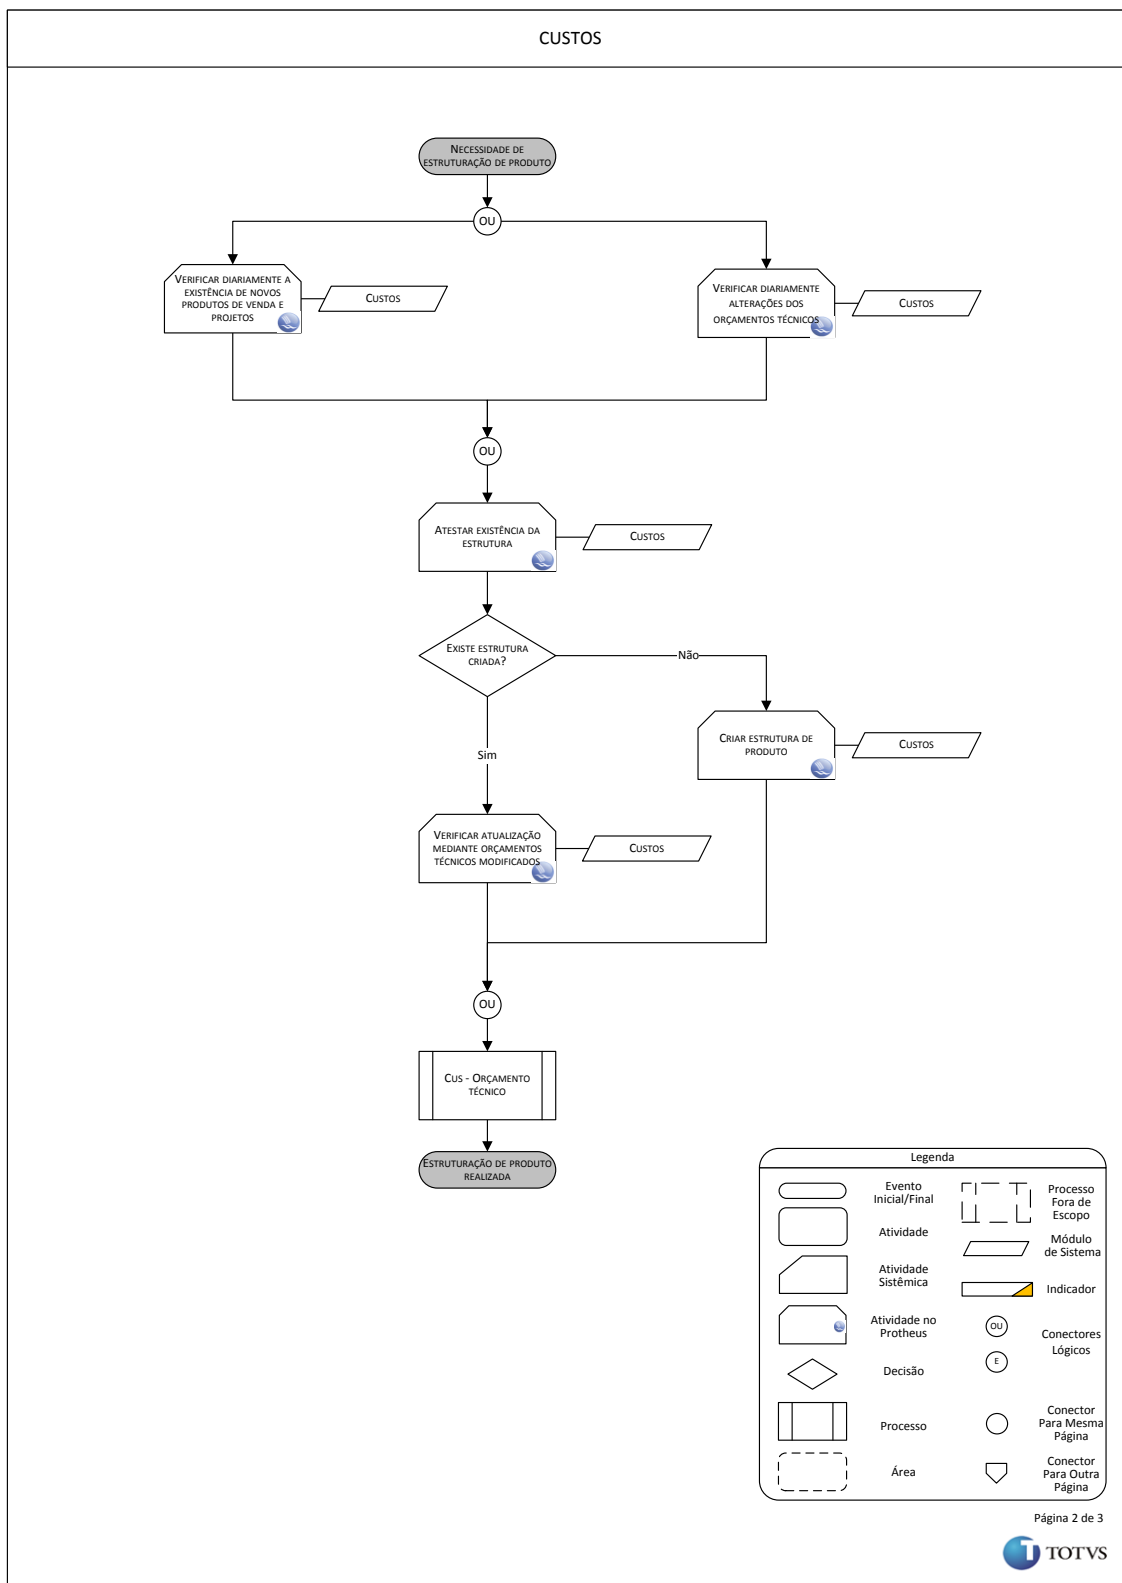 CUSTOS
NECESSIDADE DE
ESTRUTURAÇÃO DE PRODUTO
OU
VERIFICAR DIARIAMENTE A
EXISTÊNCIA DE NOVOS
PRODUTOS DE VENDA E
PROJETOS
CUSTOS
VERIFICAR DIARIAMENTE
ALTERAÇÕES DOS
ORÇAMENTOS TÉCNICOS
CUSTOS
OU
ATESTAR EXISTÊNCIA DA
ESTRUTURA
CUSTOS
EXISTE ESTRUTURA
CRIADA?
Não
CRIAR ESTRUTURA DE
PRODUTO
CUSTOS
Sim
VERIFICAR ATUALIZAÇÃO
MEDIANTE ORÇAMENTOS
TÉCNICOS MODIFICADOS
CUSTOS
OU
CUS - ORÇAMENTO
TÉCNICO
ESTRUTURAÇÃO DE PRODUTO
REALIZADA
Legenda
Evento
Inicial/Final
Atividade
Atividade
Sistêmica
Atividade no
Protheus
Decisão
Processo
Área
Processo
Fora de
Escopo
Módulo
de Sistema
Indicador
OU
E
Conectores
Lógicos
Conector
Para Mesma
Página
Conector
Para Outra
Página
Página 2 de 3
TOTVS